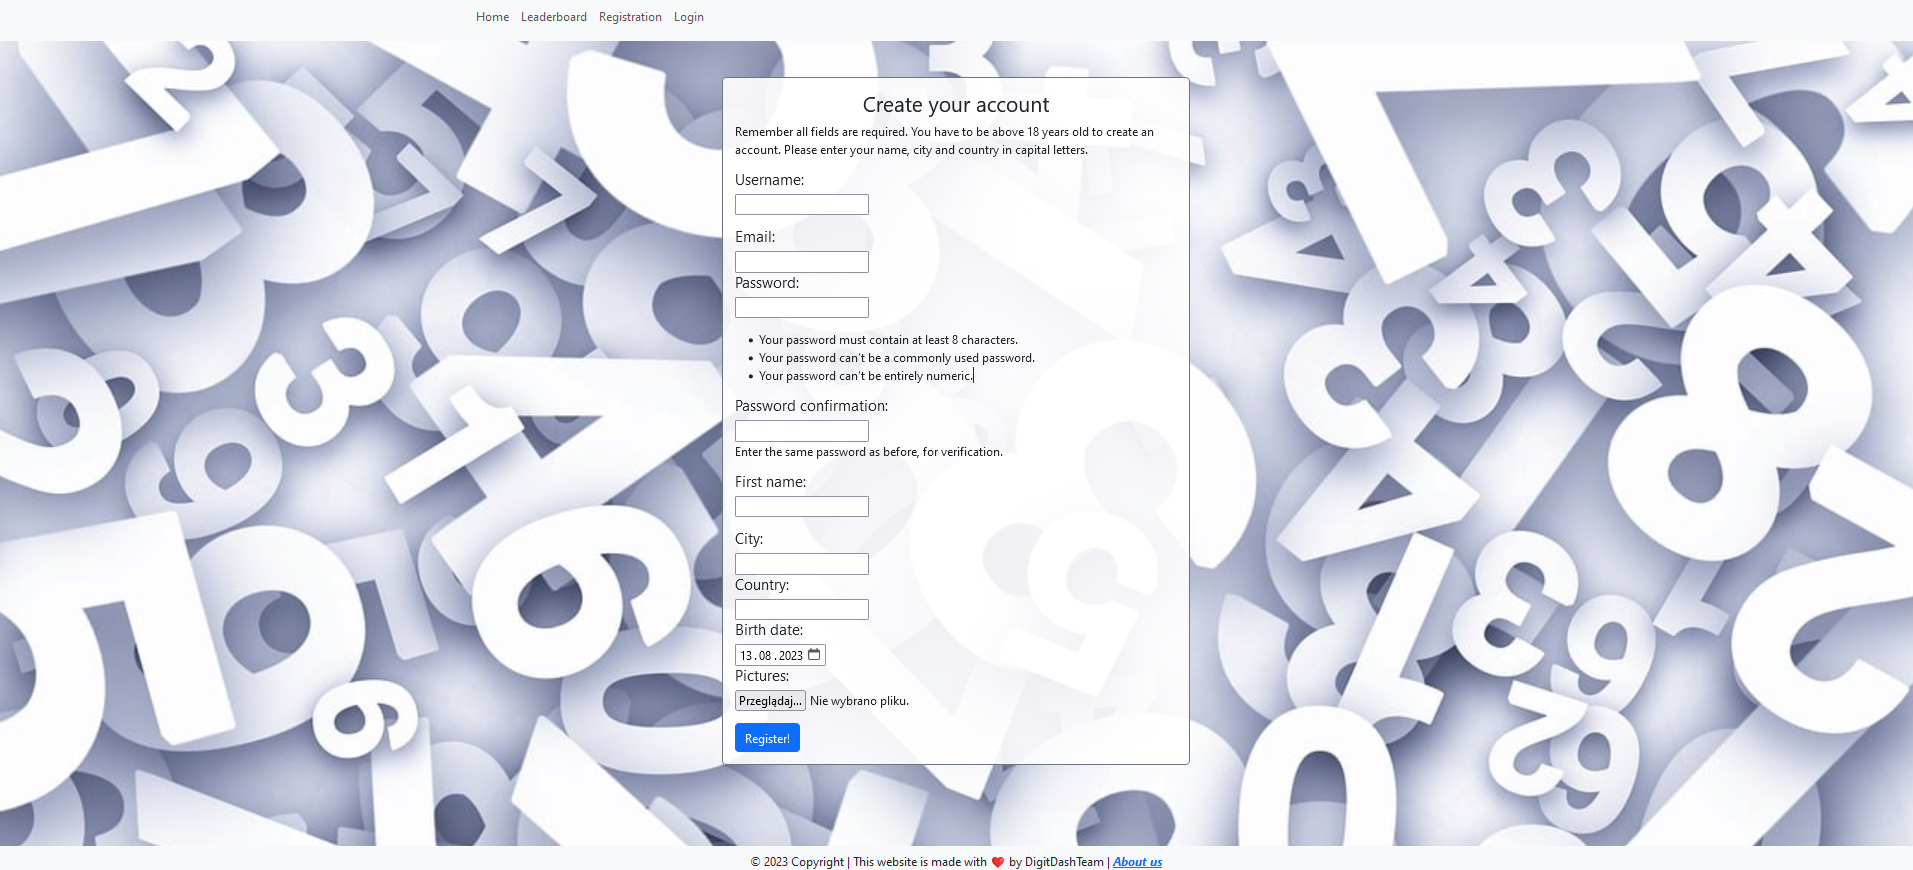 Home Leaderboard Registration Login
Create your account
Remember all fields are required. You have to be above 18 years old to create an
account. Please enter your name, city and country in capital letters.
Username:
Email:
Password:
• Your password must contain at least 8 characters.
• Your password can't be a commonly used password.
• Your password can't be entirely numeric.
Password confirmation:
Enter the same password as before, for verification.
First name:
City:
Country:
Birth date:
13.08.2023
Pictures:
Przeglądaj... Nie wybrano pliku.
Register!
© 2023 Copyright | This website is made with ❤️ by DigitDashTeam | About us